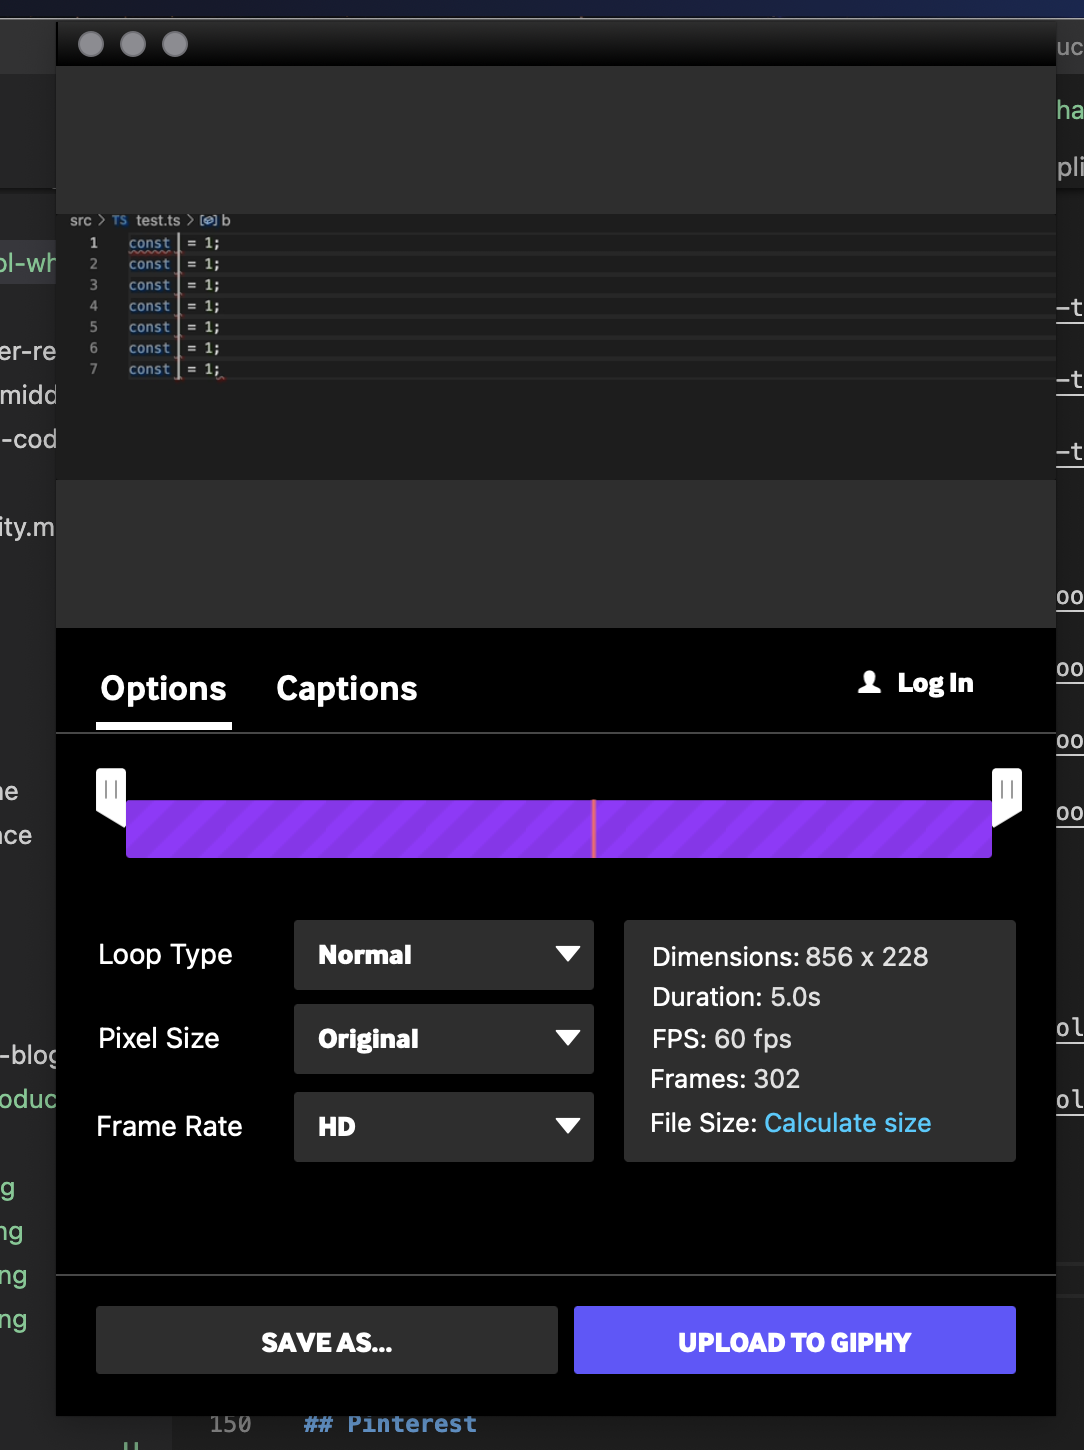 uc
ha
pli
src > TS test.ts > b
1 const = 1;
2 const = 1;
3 const = 1;
4 const = 1;
5 const = 1;
6 const = 1;
7 const = 1;
ol-wh
er-re
midd
-cod
ity.m
-t
-t
-t
oo
oo
oo
oo
Options
Captions
Log In
ne
nce
Loop Type
Normal
Pixel Size
Original
Frame Rate
HD
Dimensions: 856 x 228
Duration: 5.0s
FPS: 60 fps
Frames: 302
File Size: Calculate size
-blog
oduc
ol
ol
g
ng
ng
ng
SAVE AS...
UPLOAD TO GIPHY
150 ## Pinterest